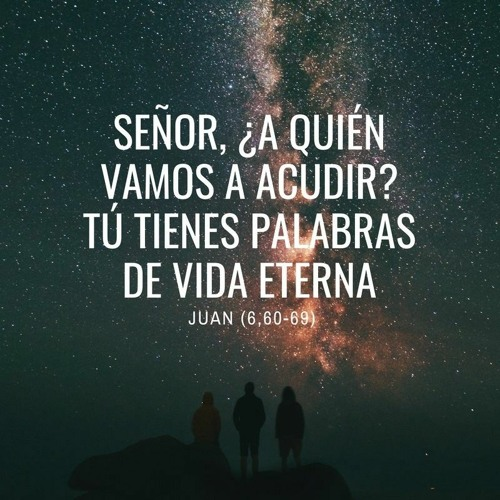 SEÑOR, ¿A QUIÉN
VAMOS A ACUDIR?
TÚ TIENES PALABRAS
DE VIDA ETERNA
JUAN (6,60-69)